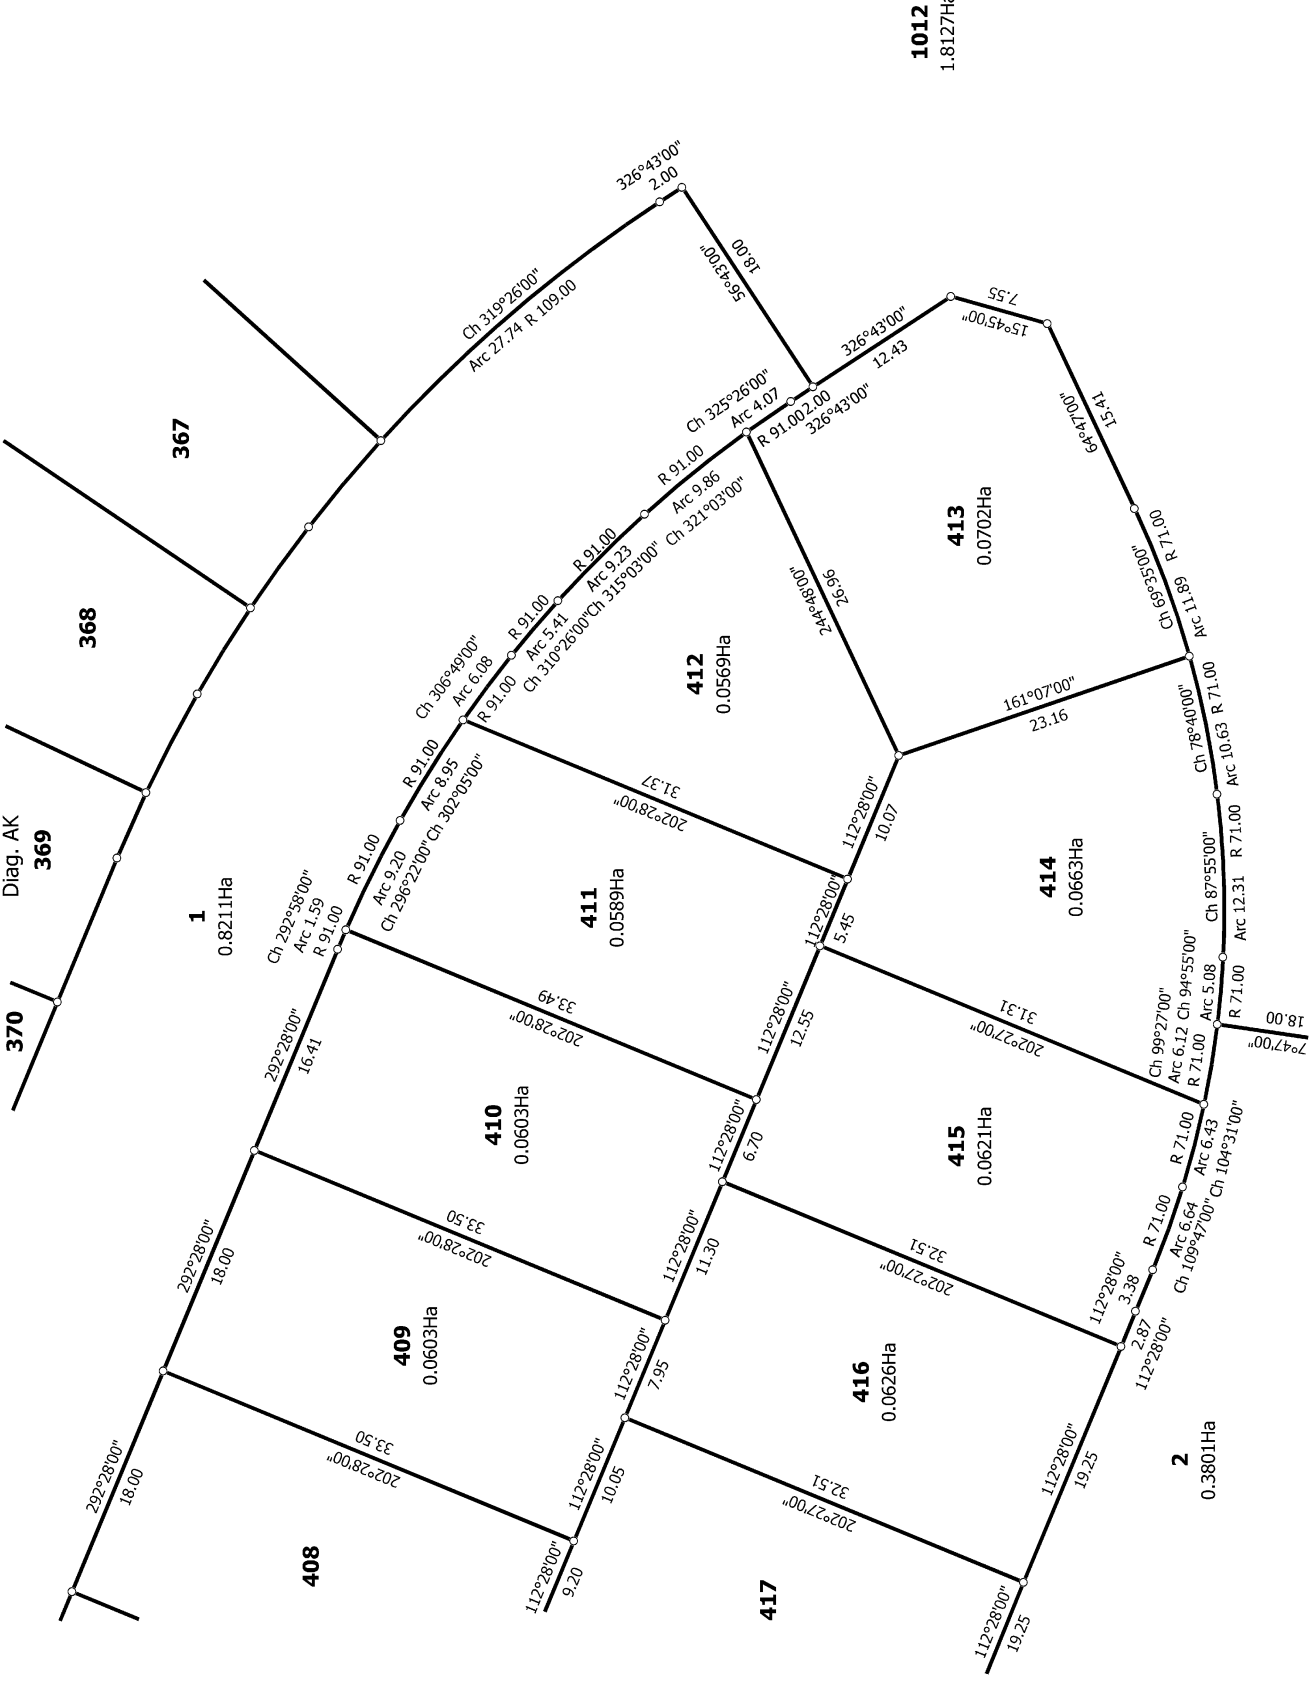 1012
1.8127Ha
326°43'00"
2.00
18.00
56°43'00"
Ch 319°26'00"
Arc 27.74 R 109.00
367
368
Diag. AK
369
370
1
0.8211Ha
7.55
15°45'00"
326°43'00"
12.43
64°47'00"
15.41
Ch 325°26'00"
Arc 4.07
R 91.00
2.00
326°43'00"
R 91.00
Arc 9.86
Ch 321°03'00"
R 91.00
Arc 9.23
Ch 315°03'00"
R 91.00
Arc 5.41
Ch 310°26'00"
Ch 306°49'00"
Arc 6.08
R 91.00
R 91.00
Arc 8.95
Ch 302°05'00"
R 91.00
Arc 9.20
Ch 296°22'00"
Ch 292°58'00"
Arc 1.59
R 91.00
413
0.0702Ha
244°48'00"
26.96
412
0.0569Ha
161°07'00"
23.16
Ch 69°35'00"
Arc 11.89 R 71.00
Ch 78°40'00"
Arc 10.63 R 71.00
Ch 87°55'00"
Arc 12.31 R 71.00
Ch 94°55'00"
Arc 5.08
R 71.00
18.00
7°47'00"
Ch 99°27'00"
Arc 6.12
R 71.00
R 71.00
Arc 6.43
Ch 104°31'00"
R 71.00
Arc 6.64
Ch 109°47'00"
31.37
202°28'00"
112°28'00"
10.07
414
0.0663Ha
411
0.0589Ha
112°28'00"
5.45
31.31
202°27'00"
33.49
202°28'00"
112°28'00"
12.55
292°28'00"
16.41
410
0.0603Ha
112°28'00"
6.70
415
0.0621Ha
33.50
202°28'00"
112°28'00"
11.30
32.51
202°27'00"
112°28'00"
3.38
2.87
112°28'00"
292°28'00"
18.00
409
0.0603Ha
112°28'00"
7.95
416
0.0626Ha
33.50
202°28'00"
112°28'00"
10.05
32.51
202°27'00"
112°28'00"
19.25
2
0.3801Ha
292°28'00"
18.00
408
112°28'00"
9.20
417
112°28'00"
19.25